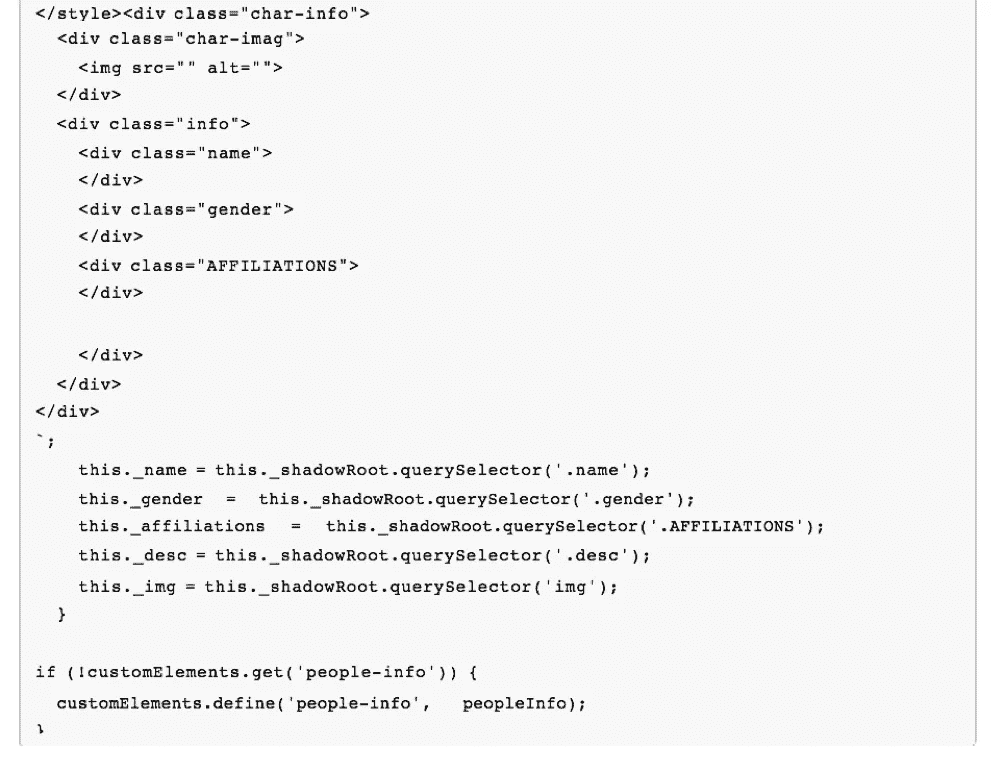 </style><div class="char-info">
  <div class="char-imag">
    <img src="" alt="">
  </div>
  <div class="info">
    <div class="name">
    </div>
    <div class="gender">
    </div>
    <div class="AFFILIATIONS">
    </div>

    </div>
  </div>
</div>
`;
    this._name = this._shadowRoot.querySelector('.name');
    this._gender  =  this._shadowRoot.querySelector('.gender');
    this._affiliations  =  this._shadowRoot.querySelector('.AFFILIATIONS');
    this._desc = this._shadowRoot.querySelector('.desc');
    this._img = this._shadowRoot.querySelector('img');
  }

if (!customElements.get('people-info')) {
  customElements.define('people-info',   peopleInfo);
}